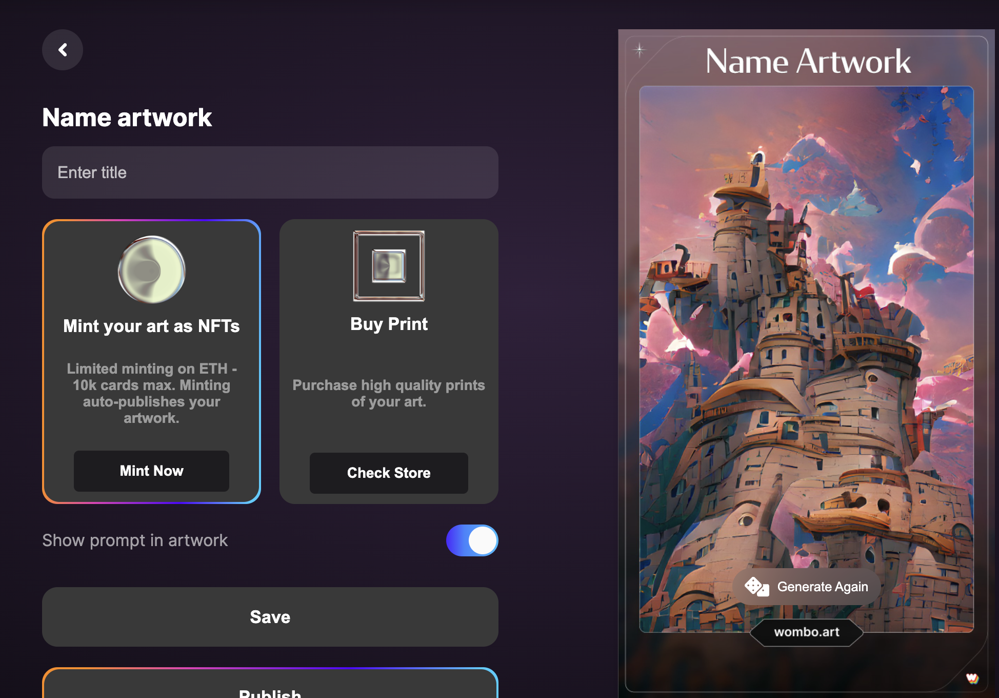 Name artwork
Enter title
Mint your art as NFTs
Limited minting on ETH -
10k cards max. Minting
auto-publishes your
artwork.
Mint Now
Buy Print
Purchase high quality prints
of your art.
Check Store
Show prompt in artwork
Save
Publish
Name Artwork
Generate Again
wombo.art
W